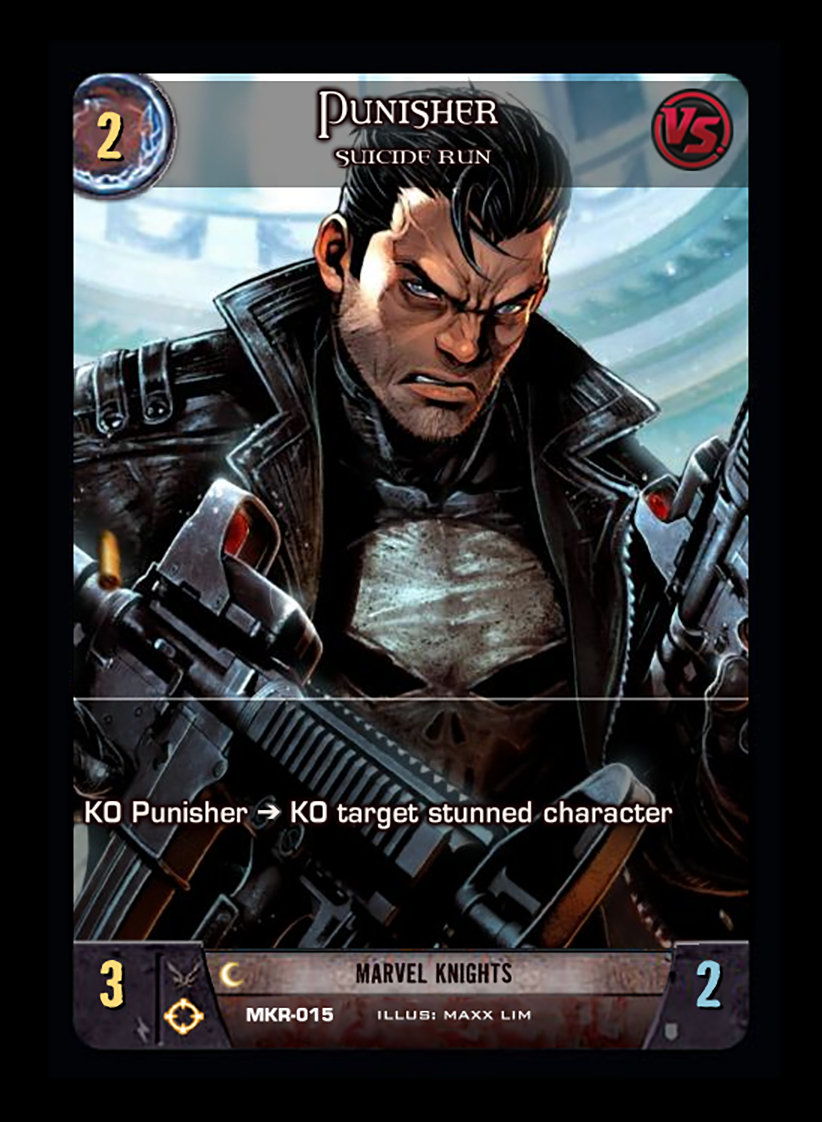 2
PUNISHER
SUICIDE RUN
VS.
KO Punisher → KO target stunned character
3
MARVEL KNIGHTS
2
MKR-015 ILLUS: MAXX LIM